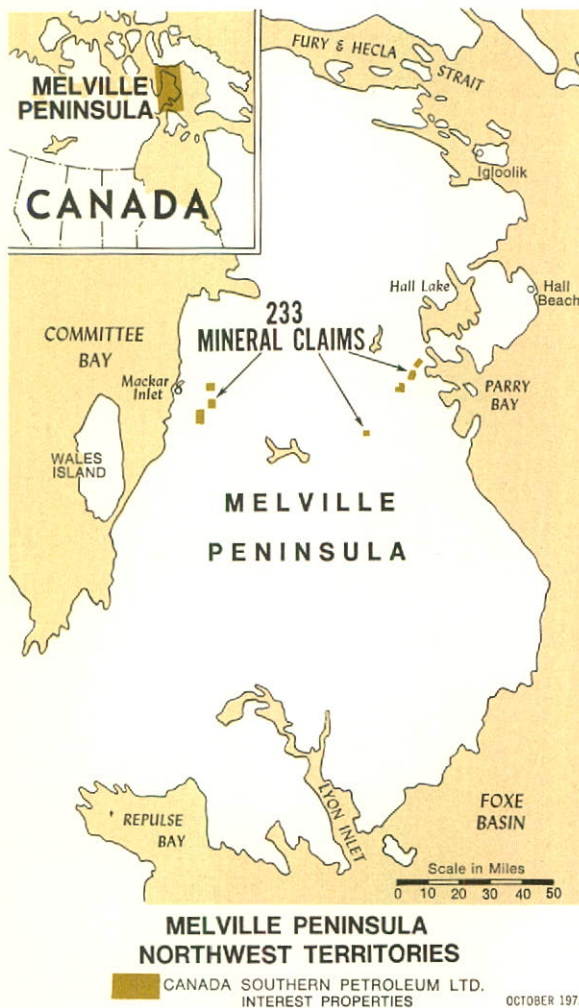 MELVILLE
PENINSULA
CANADA
FURY & HECLA
STRAIT
Igloolik
Hall Lake
Hall
Beach
233
MINERAL CLAIMS
COMMITTEE
BAY
Mackar
Inlet
PARRY
BAY
WALES
ISLAND
MELVILLE
PENINSULA
LYON INLET
REPULSE
BAY
FOXE
BASIN
Scale in Miles
0 10 20 30 40 50
MELVILLE PENINSULA
NORTHWEST TERRITORIES
CANADA SOUTHERN PETROLEUM LTD.
INTEREST PROPERTIES
OCTOBER 197